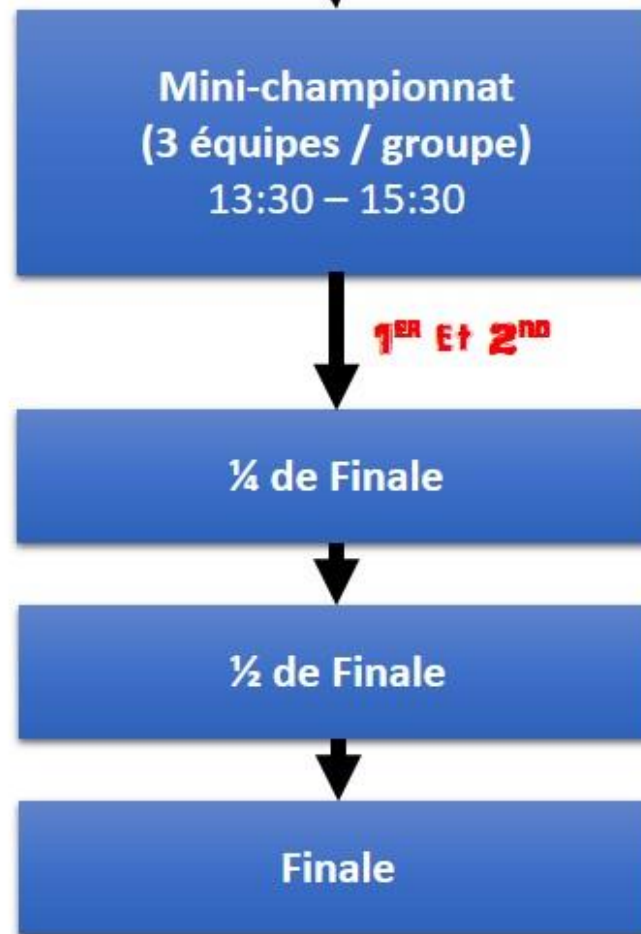 Mini-championnat
(3 équipes / groupe)
13:30 – 15:30
1ER Et 2ND
¼ de Finale
½ de Finale
Finale